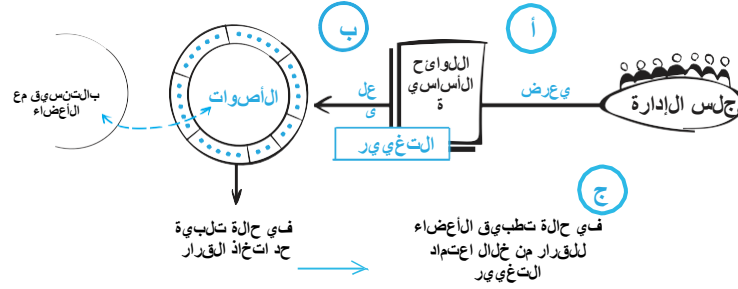 أ
ب
جلس الإدارة
يعرض
اللوائح
الأساسي
ة
عل
ى
التغيير
الأصوات
بالتنسيق مع
الأعضاء
ج
في حالة تلبية
حد اتخاذ القرار
في حالة تطبيق الأعضاء
للقرار من خلال اعتماد
التغيير